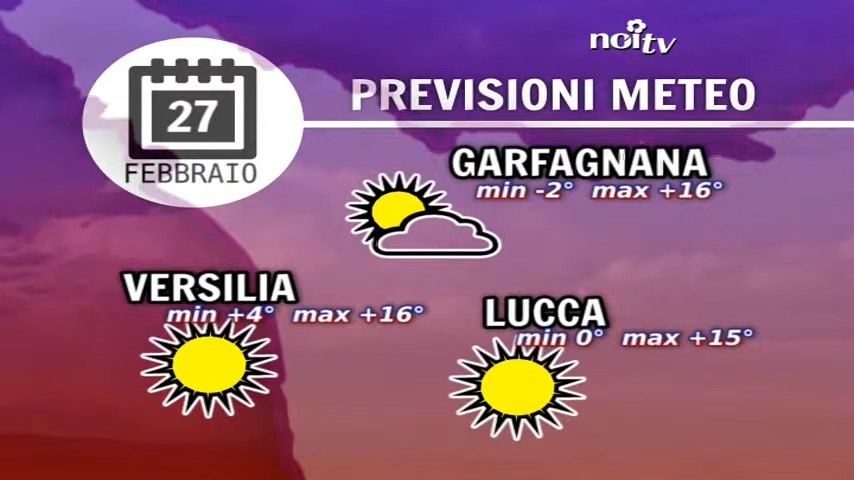 noitv
PREVISIONI METEO
27
FEBBRAIO
GARFAGNANA
min -2° max +16°
VERSILIA
min +4° max +16°
LUCCA
min 0° max +15°